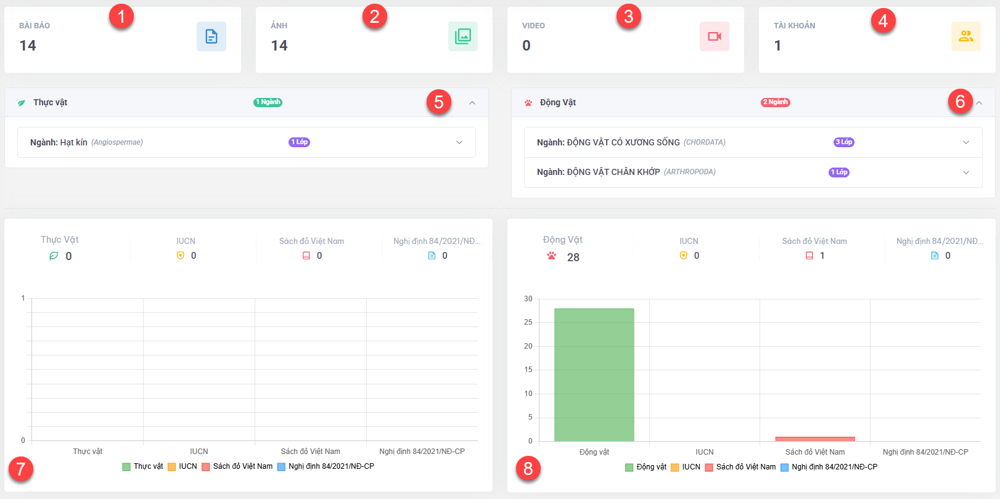 1
BÀI BÁO
14
2
ẢNH
14
3
VIDEO
0
4
TÀI KHOẢN
1
Thực vật
1 Ngành
5
Ngành: Hạt kín (Angiospermae)
1 Lớp
Động Vật
2 Ngành
6
Ngành: ĐỘNG VẬT CÓ XƯƠNG SỐNG (CHORDATA)
3 Lớp
Ngành: ĐỘNG VẬT CHÂN KHỚP (ARTHROPODA)
1 Lớp
Thực Vật
0
IUCN
0
Sách đỏ Việt Nam
0
Nghị định 84/2021/NĐ...
0
1
0
Thực vật
IUCN
Sách đỏ Việt Nam
Nghị định 84/2021/NĐ-CP
Thực vật
IUCN
Sách đỏ Việt Nam
Nghị định 84/2021/NĐ-CP
7
Động Vật
28
IUCN
0
Sách đỏ Việt Nam
1
Nghị định 84/2021/NĐ...
0
30
25
20
15
10
5
0
Động vật
IUCN
Sách đỏ Việt Nam
Nghị định 84/2021/NĐ-CP
Động vật
IUCN
Sách đỏ Việt Nam
Nghị định 84/2021/NĐ-CP
8